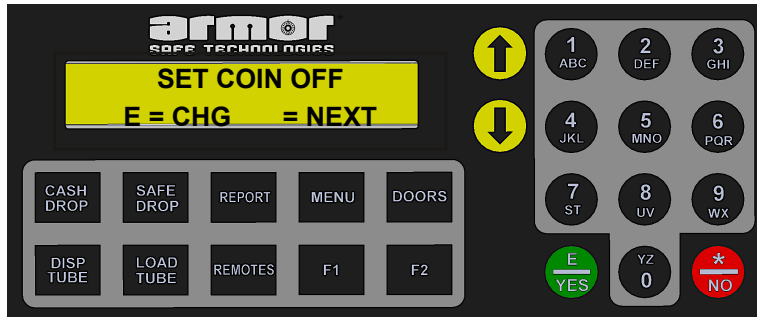 armor
SAFE TECHNOLOGIES
SET COIN OFF
E = CHG = NEXT
1
ABC
2
DEF
3
GHI
4
JKL
5
MNO
6
PQR
7
ST
8
UV
9
WX
E
YES
YZ
0
*
NO
CASH
DROP
SAFE
DROP
REPORT
MENU
DOORS
DISP
TUBE
LOAD
TUBE
REMOTES
F1
F2